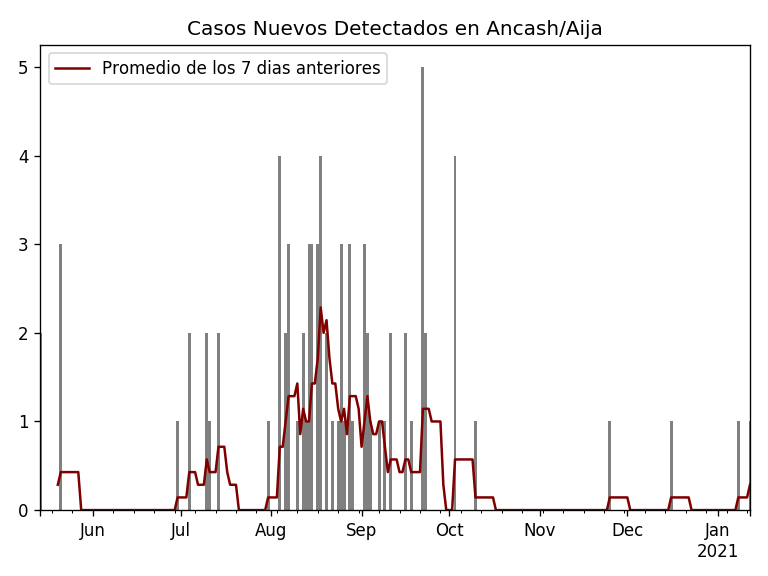 Casos Nuevos Detectados en Ancash/Aija
Promedio de los 7 dias anteriores
5
4
3
2
1
0
Jun Jul Aug Sep Oct Nov Dec Jan
2021